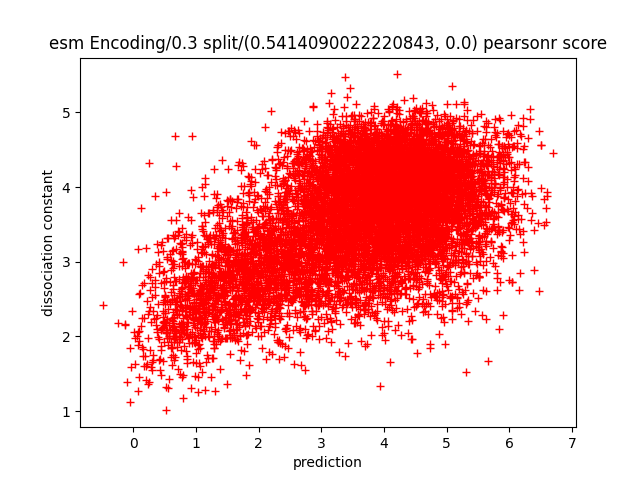 esm Encoding/0.3 split/(0.5414090022220843, 0.0) pearsonr score
5
4
3
2
1
dissociation constant
0 1 2 3 4 5 6 7
prediction